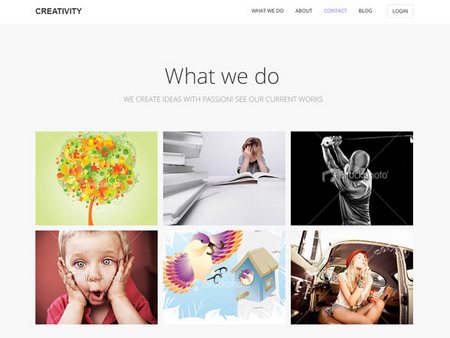 CREATIVITY
WHAT WE DO ABOUT CONTACT BLOG LOGIN
What we do
WE CREATE IDEAS WITH PASSION! SEE OUR CURRENT WORKS
iStockphoto